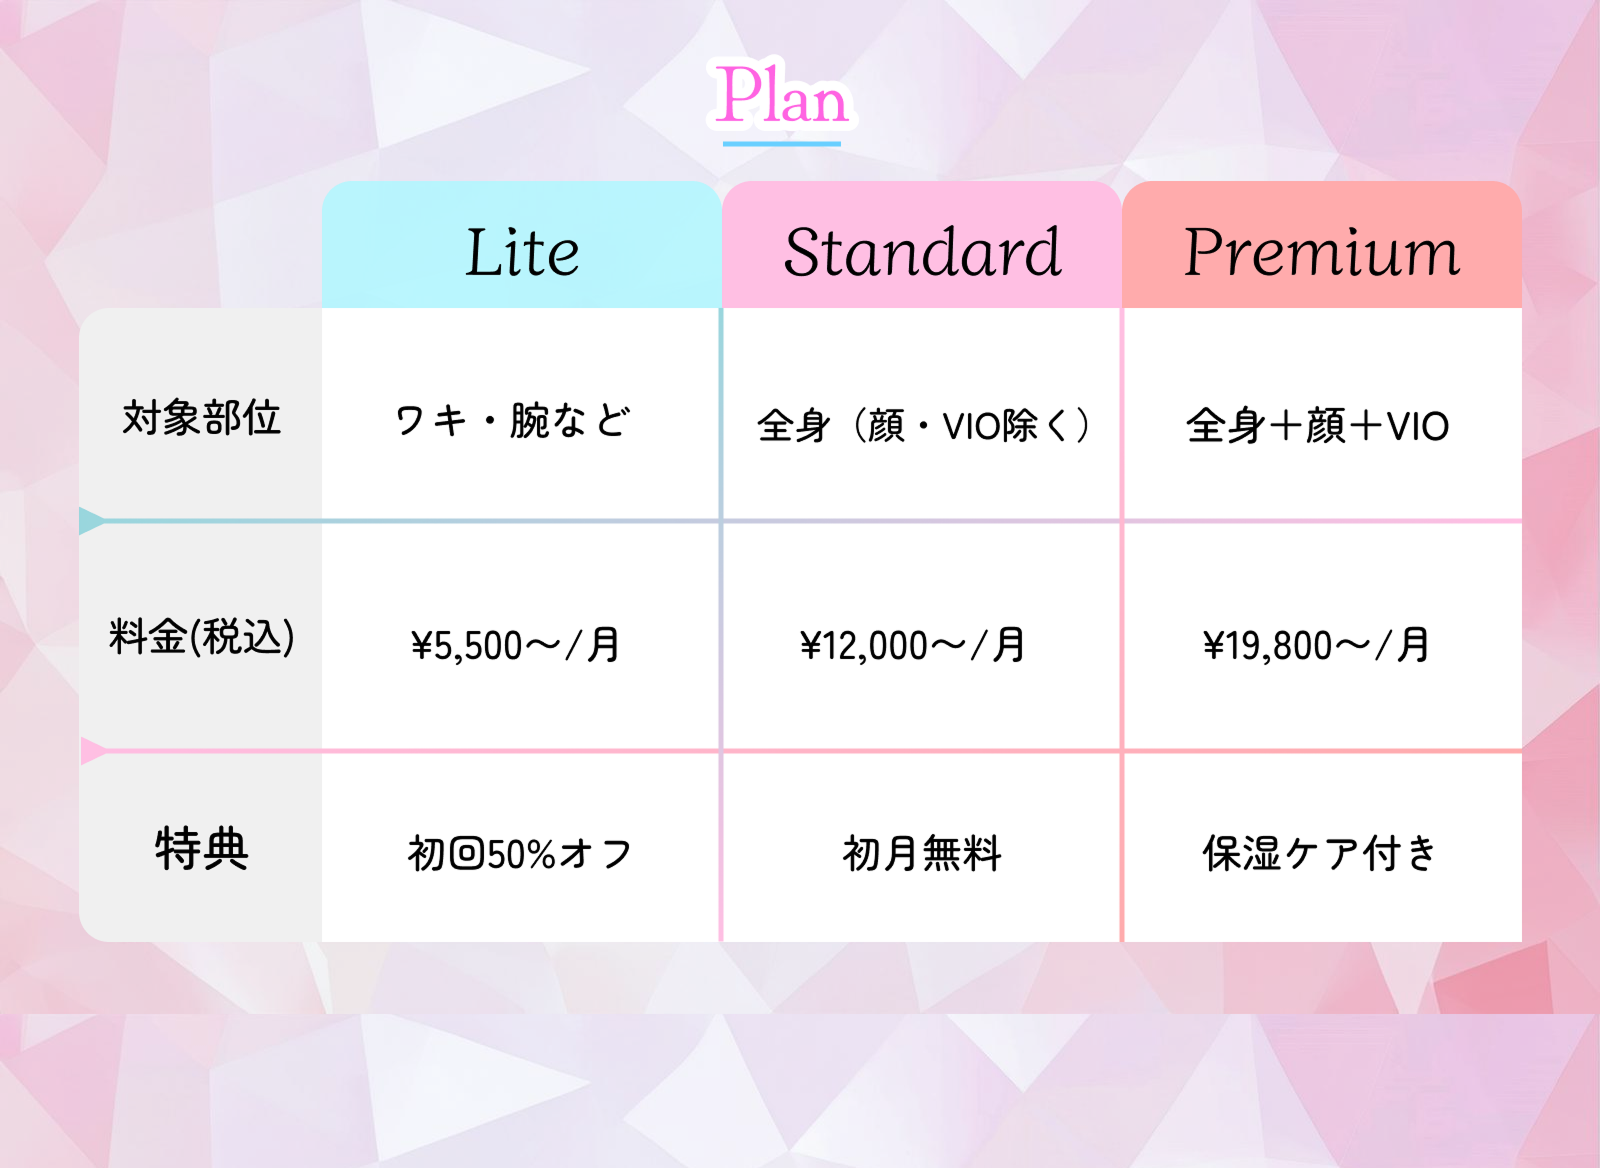 Plan
Lite Standard Premium
対象部位 ワキ・腕など 全身（顔・VIO除く） 全身＋顔＋VIO
料金(税込) ¥5,500〜/月 ¥12,000〜/月 ¥19,800〜/月
特典 初回50%オフ 初月無料 保湿ケア付き